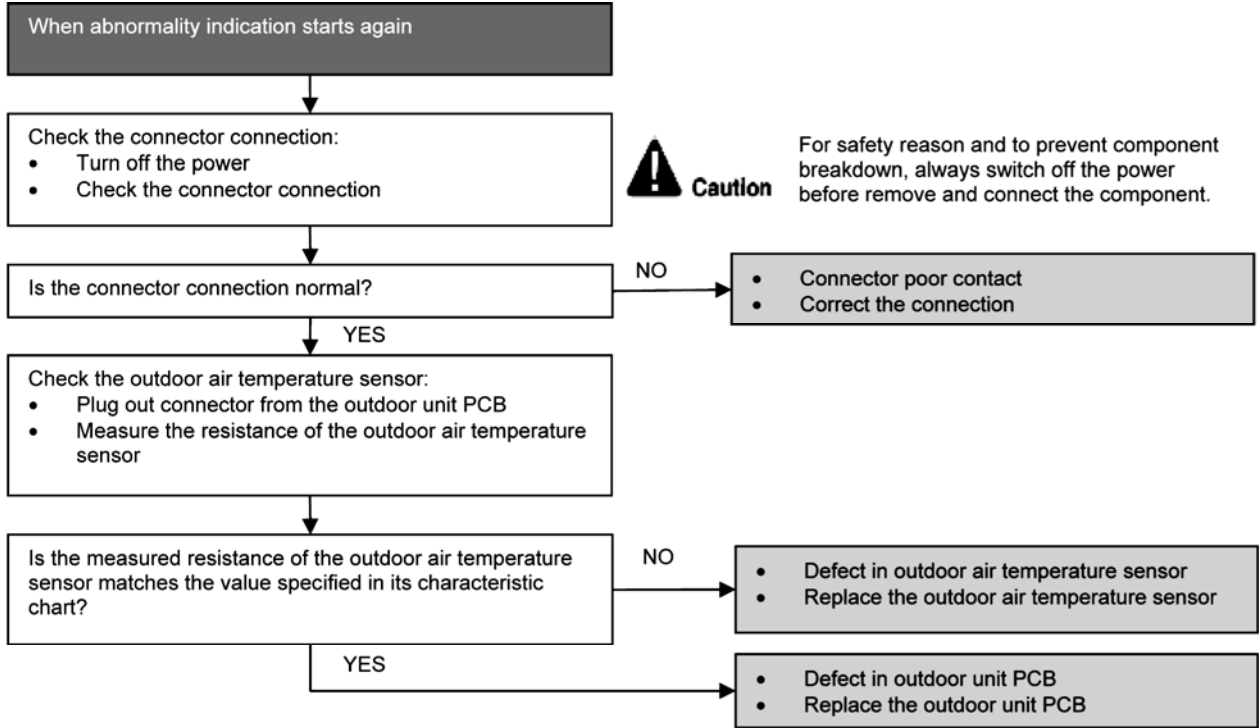 When abnormality indication starts again
Check the connector connection:
• Turn off the power
• Check the connector connection
Caution
For safety reason and to prevent component
breakdown, always switch off the power
before remove and connect the component.
Is the connector connection normal?
NO
• Connector poor contact
• Correct the connection
YES
Check the outdoor air temperature sensor:
• Plug out connector from the outdoor unit PCB
• Measure the resistance of the outdoor air temperature
sensor
Is the measured resistance of the outdoor air temperature
sensor matches the value specified in its characteristic
chart?
NO
• Defect in outdoor air temperature sensor
• Replace the outdoor air temperature sensor
YES
• Defect in outdoor unit PCB
• Replace the outdoor unit PCB